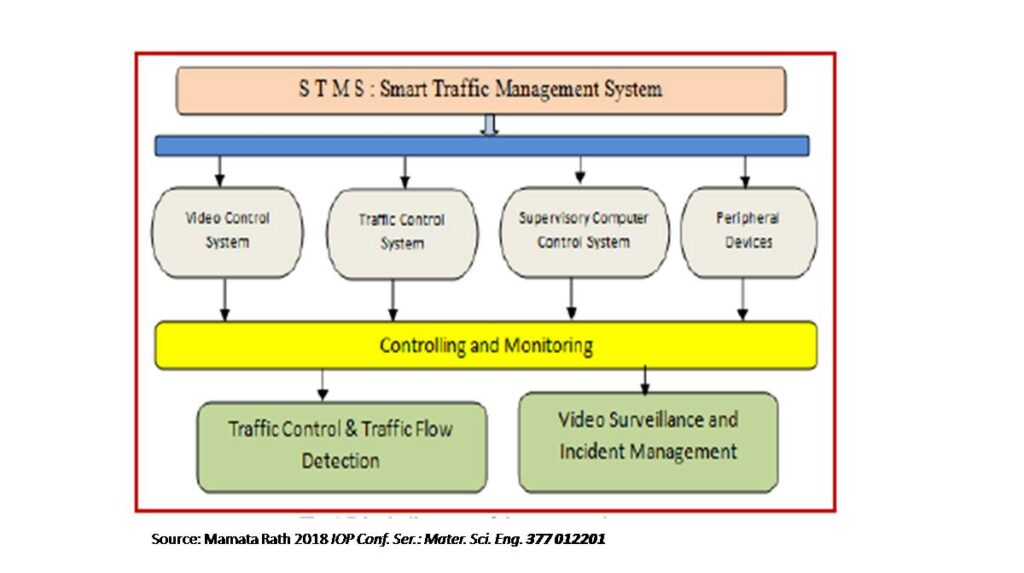 S T M S : Smart Traffic Management System
Video Control
System
Traffic Control
System
Supervisory Computer
Control System
Peripheral
Devices
Controlling and Monitoring
Traffic Control & Traffic Flow
Detection
Video Surveillance and
Incident Management
Source: Mamata Rath 2018 IOP Conf. Ser.: Mater. Sci. Eng. 377 012201